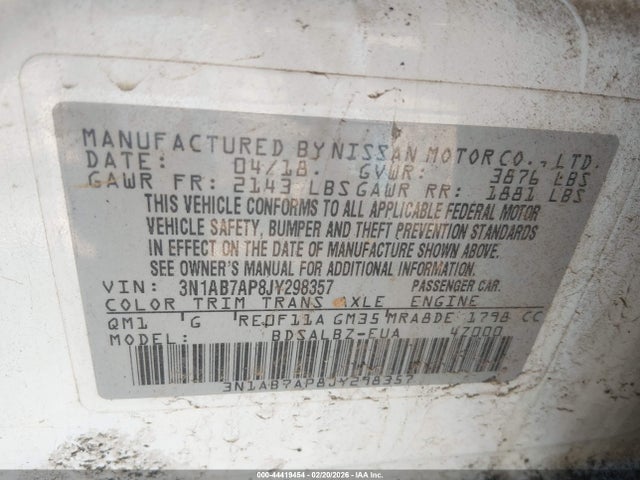 MANUFACTURED BY NISSAN MOTOR CO., LTD.
DATE: 04/18. GVWR: 3876 LBS
GAWR FR: 2143 LBS GAWR RR: 1881 LBS
THIS VEHICLE CONFORMS TO ALL APPLICABLE FEDERAL MOTOR
VEHICLE SAFETY, BUMPER AND THEFT PREVENTION STANDARDS
IN EFFECT ON THE DATE OF MANUFACTURE SHOWN ABOVE.
SEE OWNER'S MANUAL FOR ADDITIONAL INFORMATION.
VIN: 3N1AB7AP8JY298357 PASSENGER CAR.
COLOR TRIM TRANS AXLE ENGINE
QM1 G RE0F11A GM35 MRA8DE 1798 CC
MODEL: BDSALBZ-EUA 47000
3N1AB7AP8JY298357
000-44419454 | 02/20/2026 - IAAI.COM